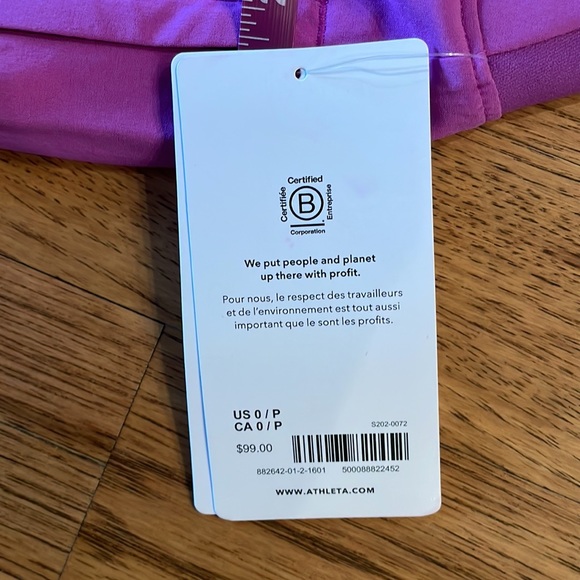 Certified
Certifiée
B
Entreprise
Corporation
We put people and planet
up there with profit.
Pour nous, le respect des travailleurs
et de l'environnement est tout aussi
important que le sont les profits.
US 0 / P
CA 0 / P
S202-0072
$99.00
882642-01-2-1601 500088822452
WWW.ATHLETA.COM